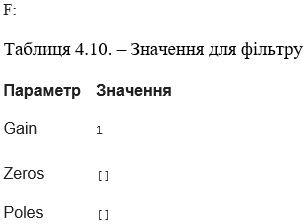 F:
Таблиця 4.10. – Значення для фільтру
Параметр Значення
Gain 1
Zeros []
Poles []